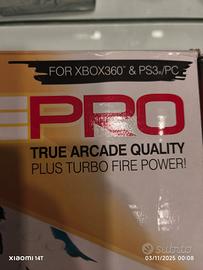 FOR XBOX360® & PS3®/PC
PRO
TRUE ARCADE QUALITY
PLUS TURBO FIRE POWER!
subito
xiaomi 14T
03/11/2025 00:08